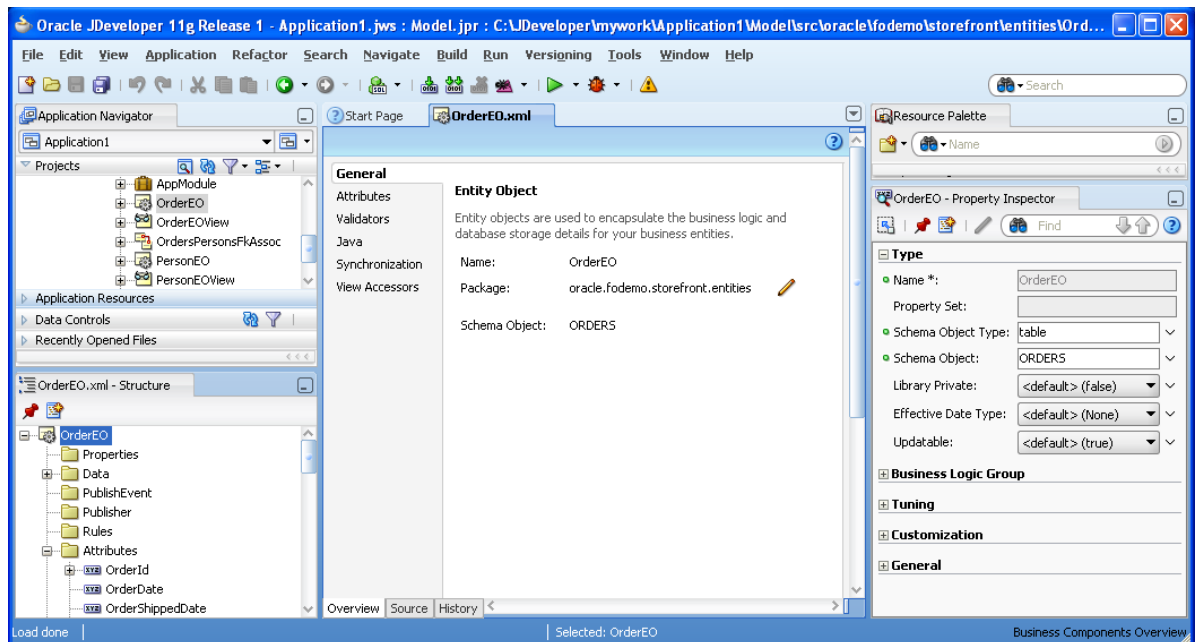 Oracle JDeveloper 11g Release 1 - Application1.jws : Model.jpr : C:\JDeveloper\mywork\Application1\Model\src\oracle\fodemo\storefront\entities\Ord...
File Edit View Application Refactor Search Navigate Build Run Versioning Tools Window Help
Search
Application Navigator
Application1
Projects
AppModule
OrderEO
OrderEOView
OrdersPersonsFkAssoc
PersonEO
PersonEOView
Application Resources
Data Controls
Recently Opened Files
OrderEO.xml - Structure
OrderEO
Properties
Data
PublishEvent
Publisher
Rules
Attributes
OrderId
OrderDate
OrderShippedDate
Start Page OrderEO.xml
General
Attributes
Validators
Java
Synchronization
View Accessors
Entity Object
Entity objects are used to encapsulate the business logic and
database storage details for your business entities.
Name: OrderEO
Package: oracle.fodemo.storefront.entities
Schema Object: ORDERS
Overview Source History
Resource Palette
Name
OrderEO - Property Inspector
Find
Type
Name *: OrderEO
Property Set:
Schema Object Type: table
Schema Object: ORDERS
Library Private: <default> (false)
Effective Date Type: <default> (None)
Updatable: <default> (true)
Business Logic Group
Tuning
Customization
General
Load done Selected: OrderEO Business Components Overview